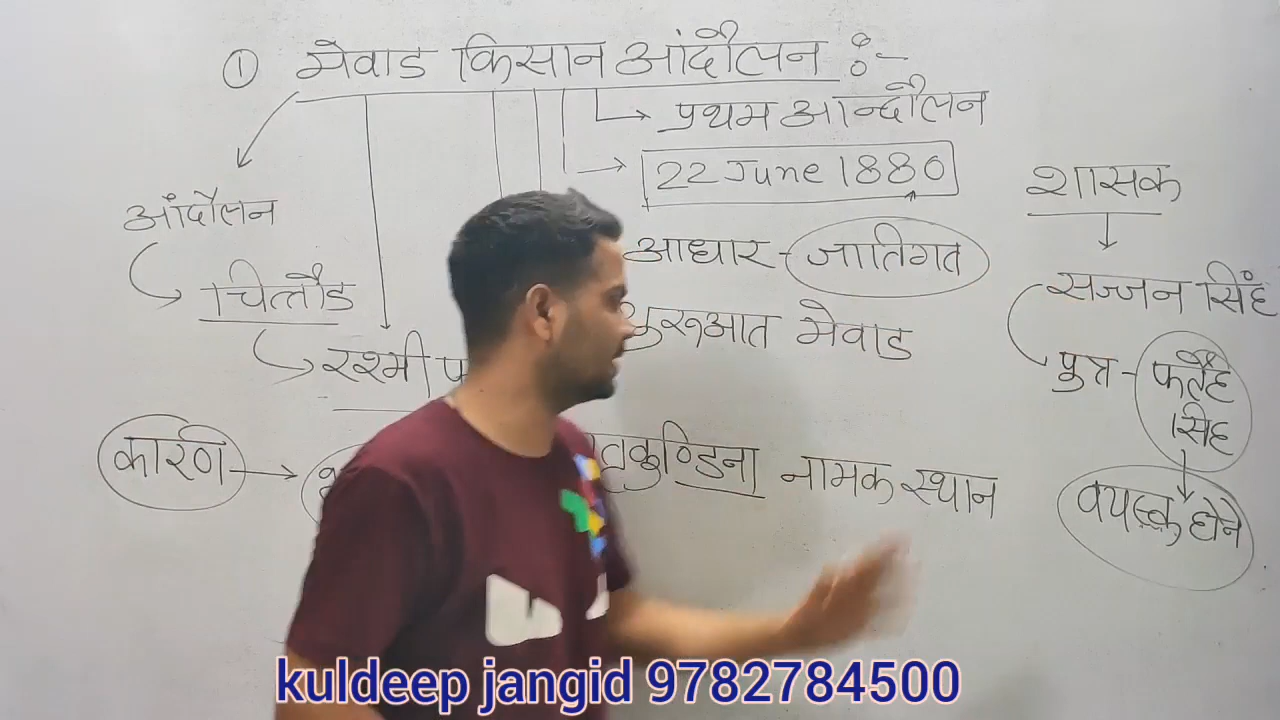 ① मेवाड किसान आंदौलन :-
प्रथम आन्दौलन
22 June 1880
शासक
आंदौलन
आधार - जातिगत
चित्तौड
सज्जन सिंह
शुरूआत मेवाड
रश्मी
पुत्र - फतेह
सिंह
कारण
नामक स्थान
वयस्क होने
kuldeep jangid 9782784500